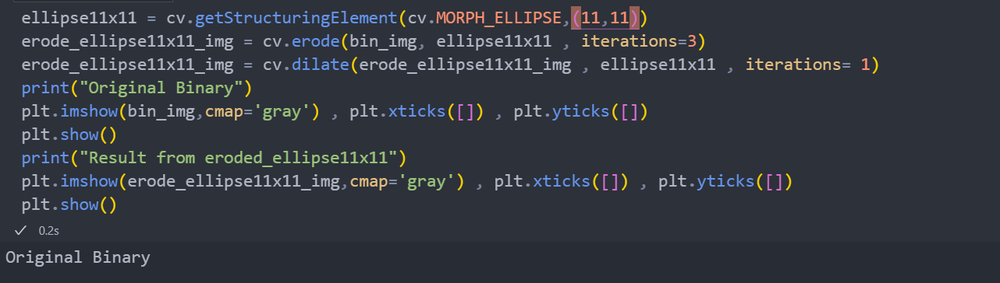 ellipse11x11 = cv.getStructuringElement(cv.MORPH_ELLIPSE,(11,11))
erode_ellipse11x11_img = cv.erode(bin_img, ellipse11x11 , iterations=3)
erode_ellipse11x11_img = cv.dilate(erode_ellipse11x11_img , ellipse11x11 , iterations= 1)
print("Original Binary")
plt.imshow(bin_img,cmap='gray') , plt.xticks([]) , plt.yticks([])
plt.show()
print("Result from eroded_ellipse11x11")
plt.imshow(erode_ellipse11x11_img,cmap='gray') , plt.xticks([]) , plt.yticks([])
plt.show()
0.2s
Original Binary